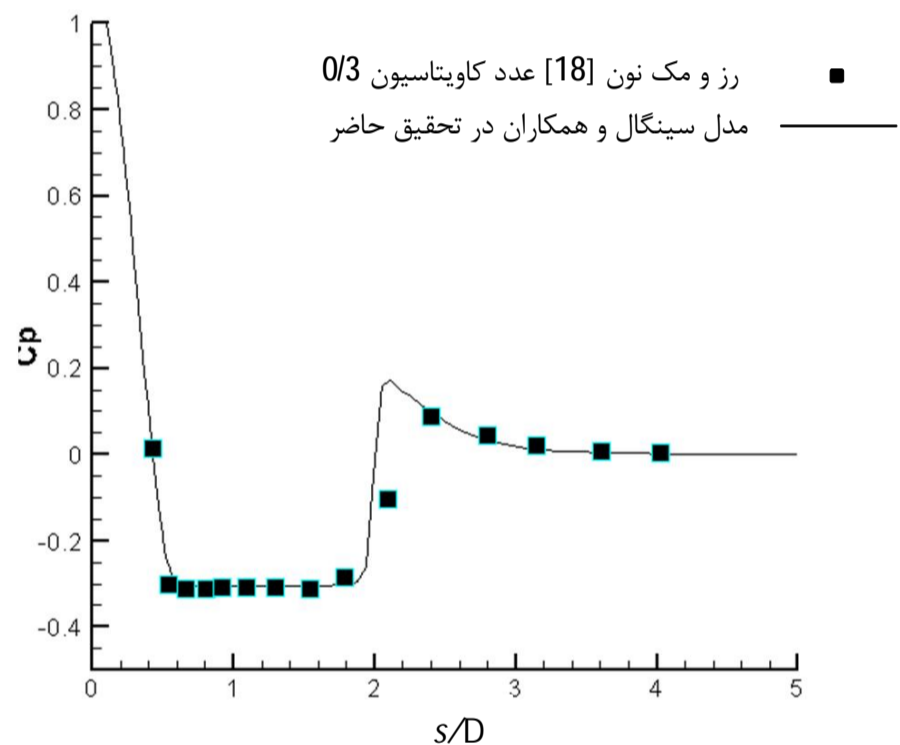 رز و مک نون [18] عدد کاویتاسیون 0/3
مدل سینگال و همکاران در تحقیق حاضر
1
0.8
0.6
0.4
0.2
0
-0.2
-0.4
Cp
0 1 2 3 4 5
s/D